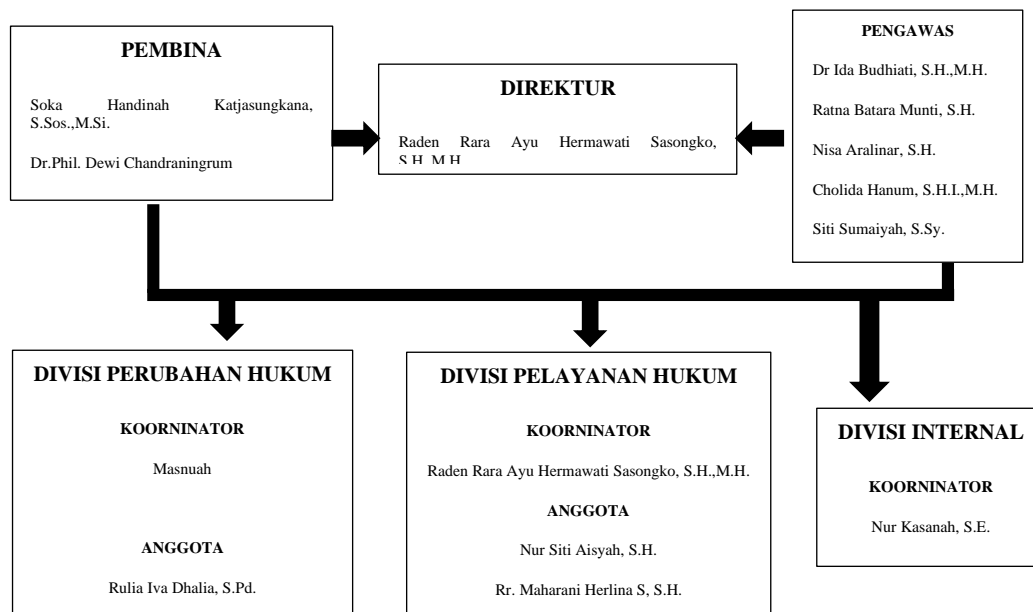 PEMBINA
Soka Handinah Katjasungkana,
S.Sos.,M.Si.
Dr.Phil. Dewi Chandraningrum
DIREKTUR
Raden Rara Ayu Hermawati Sasongko,
S.H.,M.H.
PENGAWAS
Dr Ida Budhiati, S.H.,M.H.
Ratna Batara Munti, S.H.
Nisa Aralinar, S.H.
Cholida Hanum, S.H.I.,M.H.
Siti Sumaiyah, S.Sy.
DIVISI PERUBAHAN HUKUM
KOORNINATOR
Masnuah
ANGGOTA
Rulia Iva Dhalia, S.Pd.
DIVISI PELAYANAN HUKUM
KOORNINATOR
Raden Rara Ayu Hermawati Sasongko, S.H.,M.H.
ANGGOTA
Nur Siti Aisyah, S.H.
Rr. Maharani Herlina S, S.H.
DIVISI INTERNAL
KOORNINATOR
Nur Kasanah, S.E.